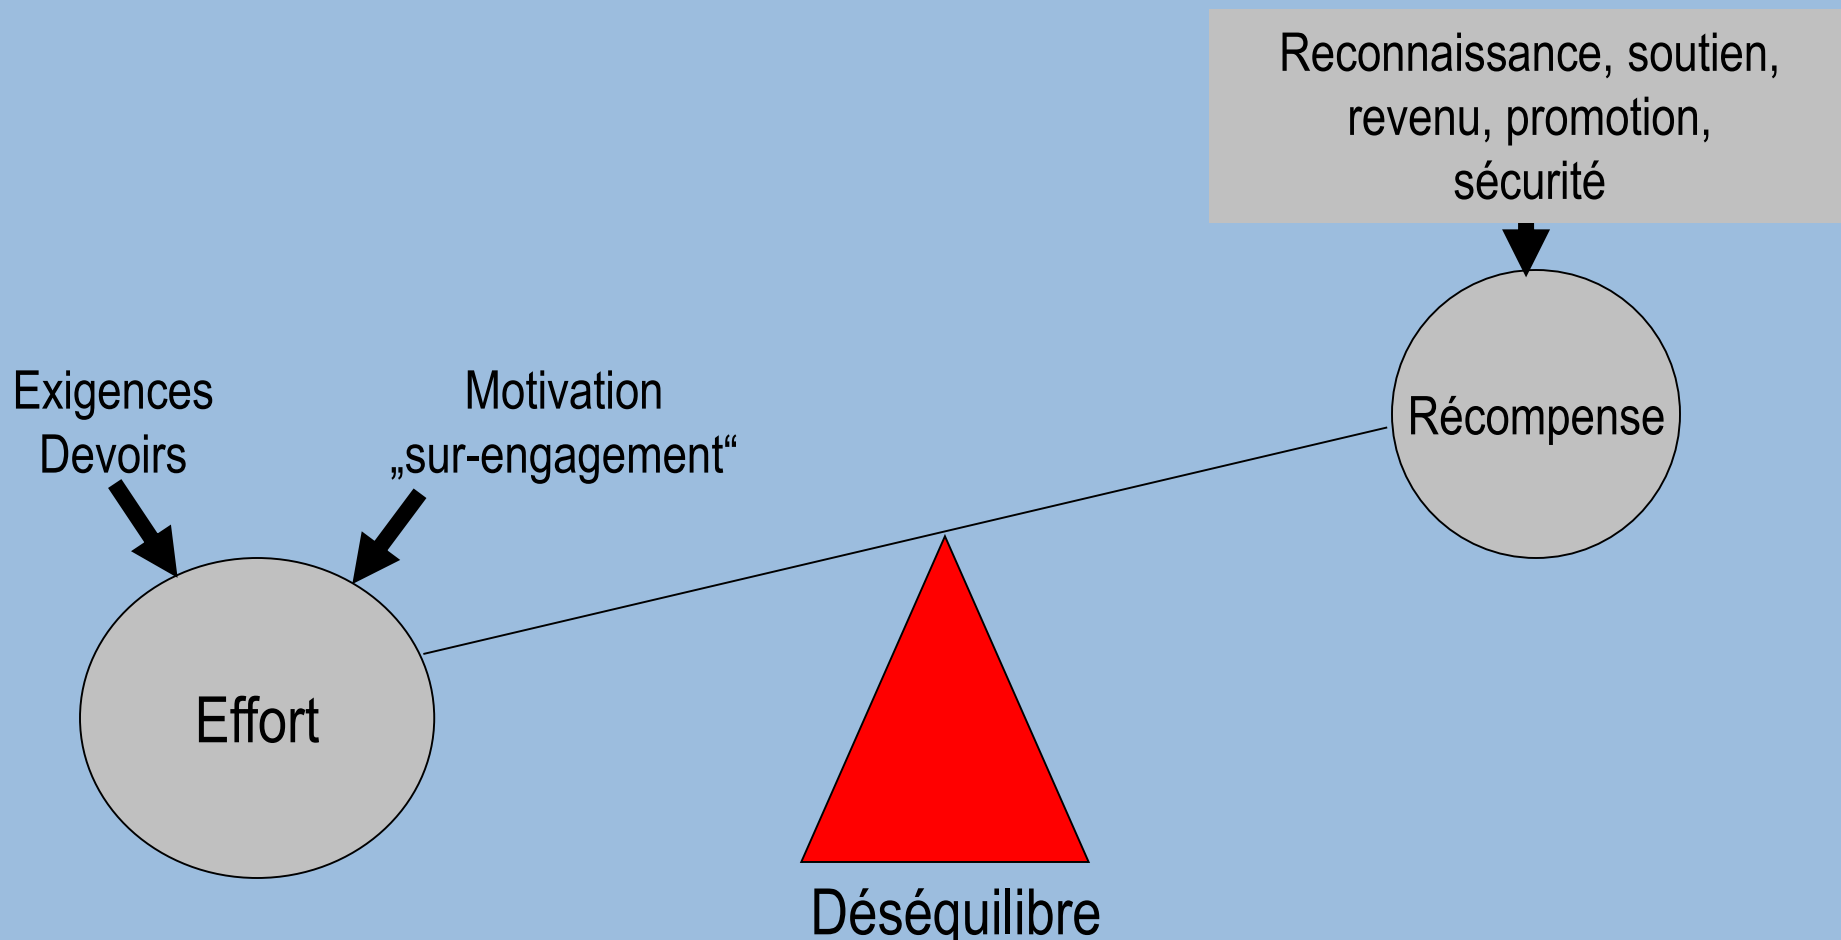 Reconnaissance, soutien,
revenu, promotion,
sécurité
Récompense
Exigences
Devoirs
Motivation
„sur-engagement“
Effort
Déséquilibre